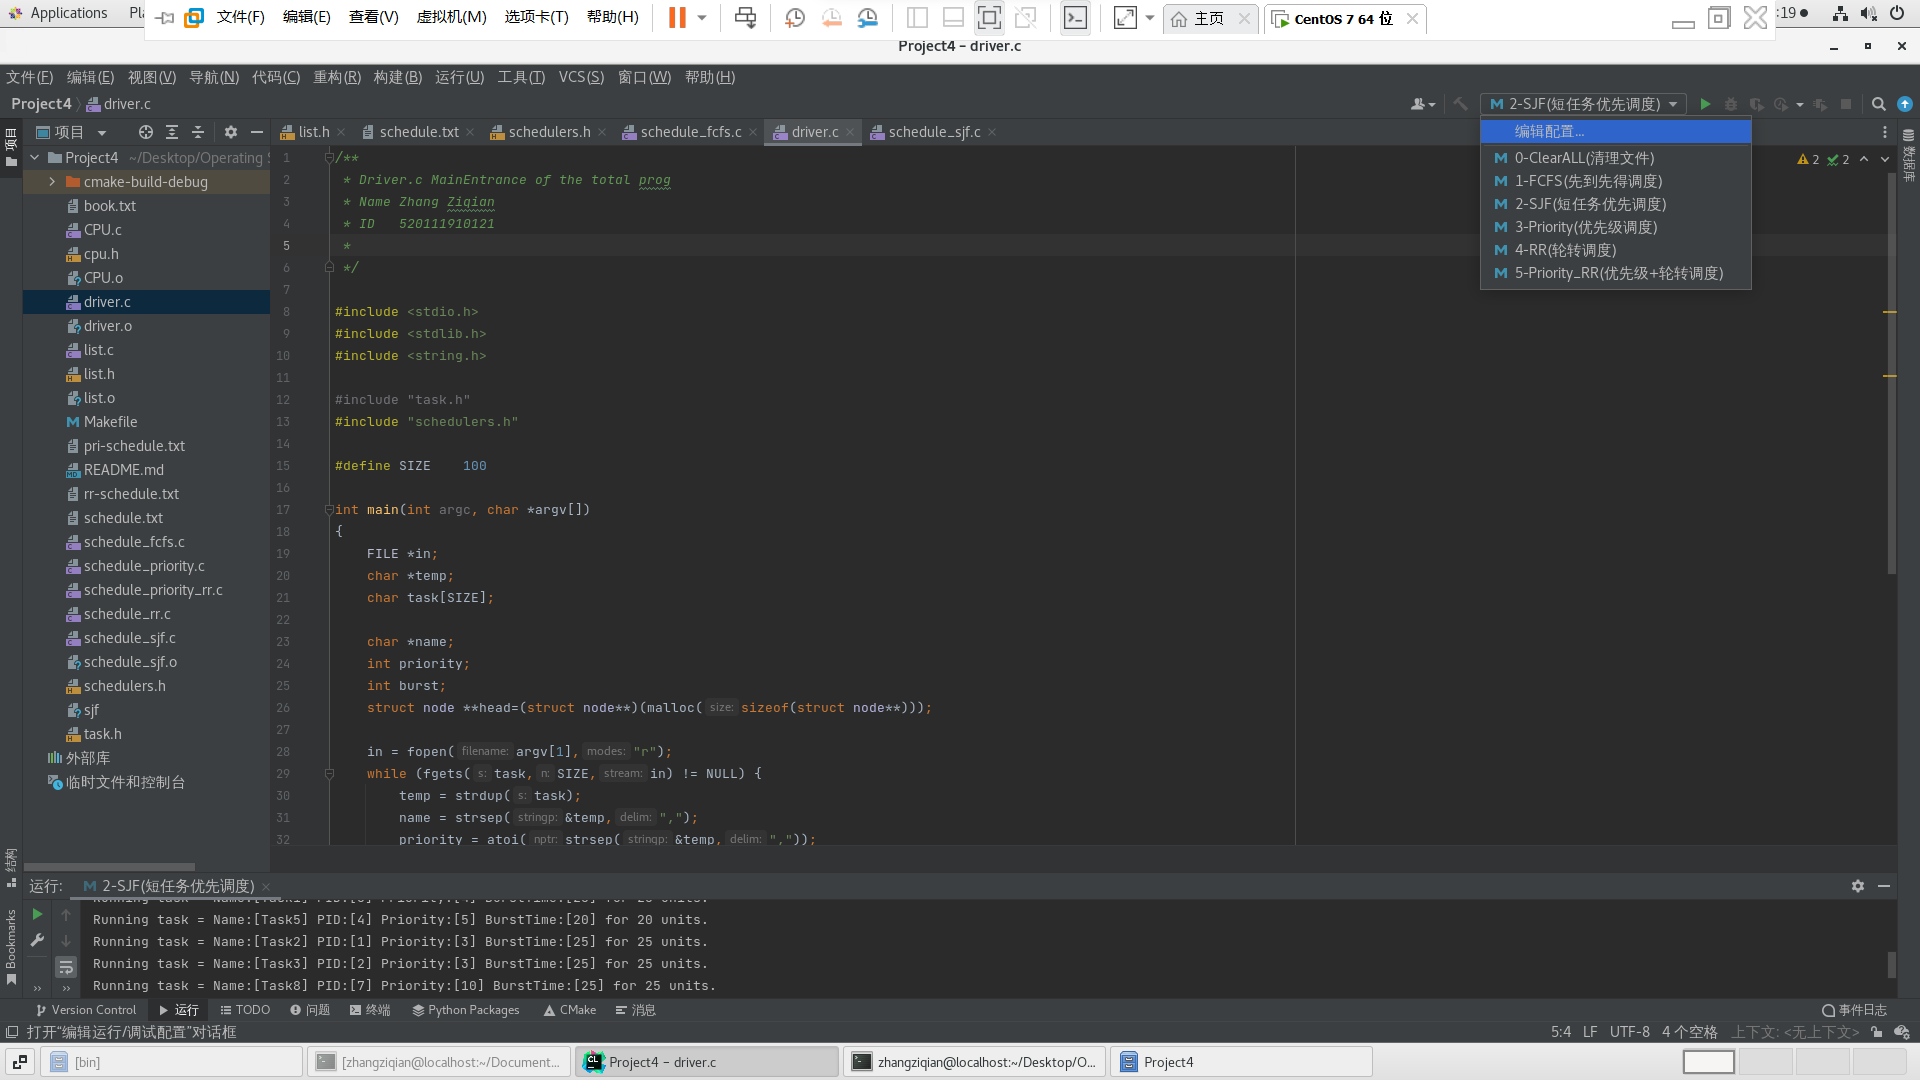 Applications
文件(F) 编辑(E) 查看(V) 虚拟机(M) 选项卡(T) 帮助(H)
主页
CentOS 7 64 位
:19
Project4 – driver.c
文件(F) 编辑(E) 视图(V) 导航(N) 代码(C) 重构(R) 构建(B) 运行(U) 工具(T) VCS(S) 窗口(W) 帮助(H)
Project4 driver.c
2-SJF(短任务优先调度)
编辑配置...
0-ClearALL(清理文件)
1-FCFS(先到先得调度)
2-SJF(短任务优先调度)
3-Priority(优先级调度)
4-RR(轮转调度)
5-Priority_RR(优先级+轮转调度)
项目
list.h
schedule.txt
schedulers.h
schedule_fcfs.c
driver.c
schedule_sjf.c
2 2
项目
数据库
Project4 ~/Desktop/Operating
cmake-build-debug
book.txt
CPU.c
cpu.h
CPU.o
driver.c
driver.o
list.c
list.h
list.o
Makefile
pri-schedule.txt
README.md
rr-schedule.txt
schedule.txt
schedule_fcfs.c
schedule_priority.c
schedule_priority_rr.c
schedule_rr.c
schedule_sjf.c
schedule_sjf.o
schedulers.h
sjf
task.h
外部库
临时文件和控制台
结构
Bookmarks
1 /**
2 * Driver.c MainEntrance of the total prog
3 * Name Zhang Ziqian
4 * ID 520111910121
5 *
6 */
7
8 #include <stdio.h>
9 #include <stdlib.h>
10 #include <string.h>
11
12 #include "task.h"
13 #include "schedulers.h"
14
15 #define SIZE 100
16
17 int main(int argc, char *argv[])
18 {
19 FILE *in;
20 char *temp;
21 char task[SIZE];
22
23 char *name;
24 int priority;
25 int burst;
26 struct node **head=(struct node**)(malloc( size: sizeof(struct node**)));
27
28 in = fopen( filename: argv[1], modes: "r");
29 while (fgets( s: task, n: SIZE, stream: in) != NULL) {
30 temp = strdup( s: task);
31 name = strsep( stringp: &temp, delim: ",");
32 priority = atoi( nptr: strsep( stringp: &temp, delim: ","));
运行: 2-SJF(短任务优先调度)
Running task = Name:[Task5] PID:[4] Priority:[5] BurstTime:[20] for 20 units.
Running task = Name:[Task2] PID:[1] Priority:[3] BurstTime:[25] for 25 units.
Running task = Name:[Task3] PID:[2] Priority:[3] BurstTime:[25] for 25 units.
Running task = Name:[Task8] PID:[7] Priority:[10] BurstTime:[25] for 25 units.
Version Control 运行 TODO 问题 终端 Python Packages CMake 消息
事件日志
打开“编辑运行/调试配置”对话框
5:4 LF UTF-8 4 个空格 上下文: <无上下文>
[bin]
[zhangziqian@localhost:~/Document...
Project4 – driver.c
zhangziqian@localhost:~/Desktop/O...
Project4